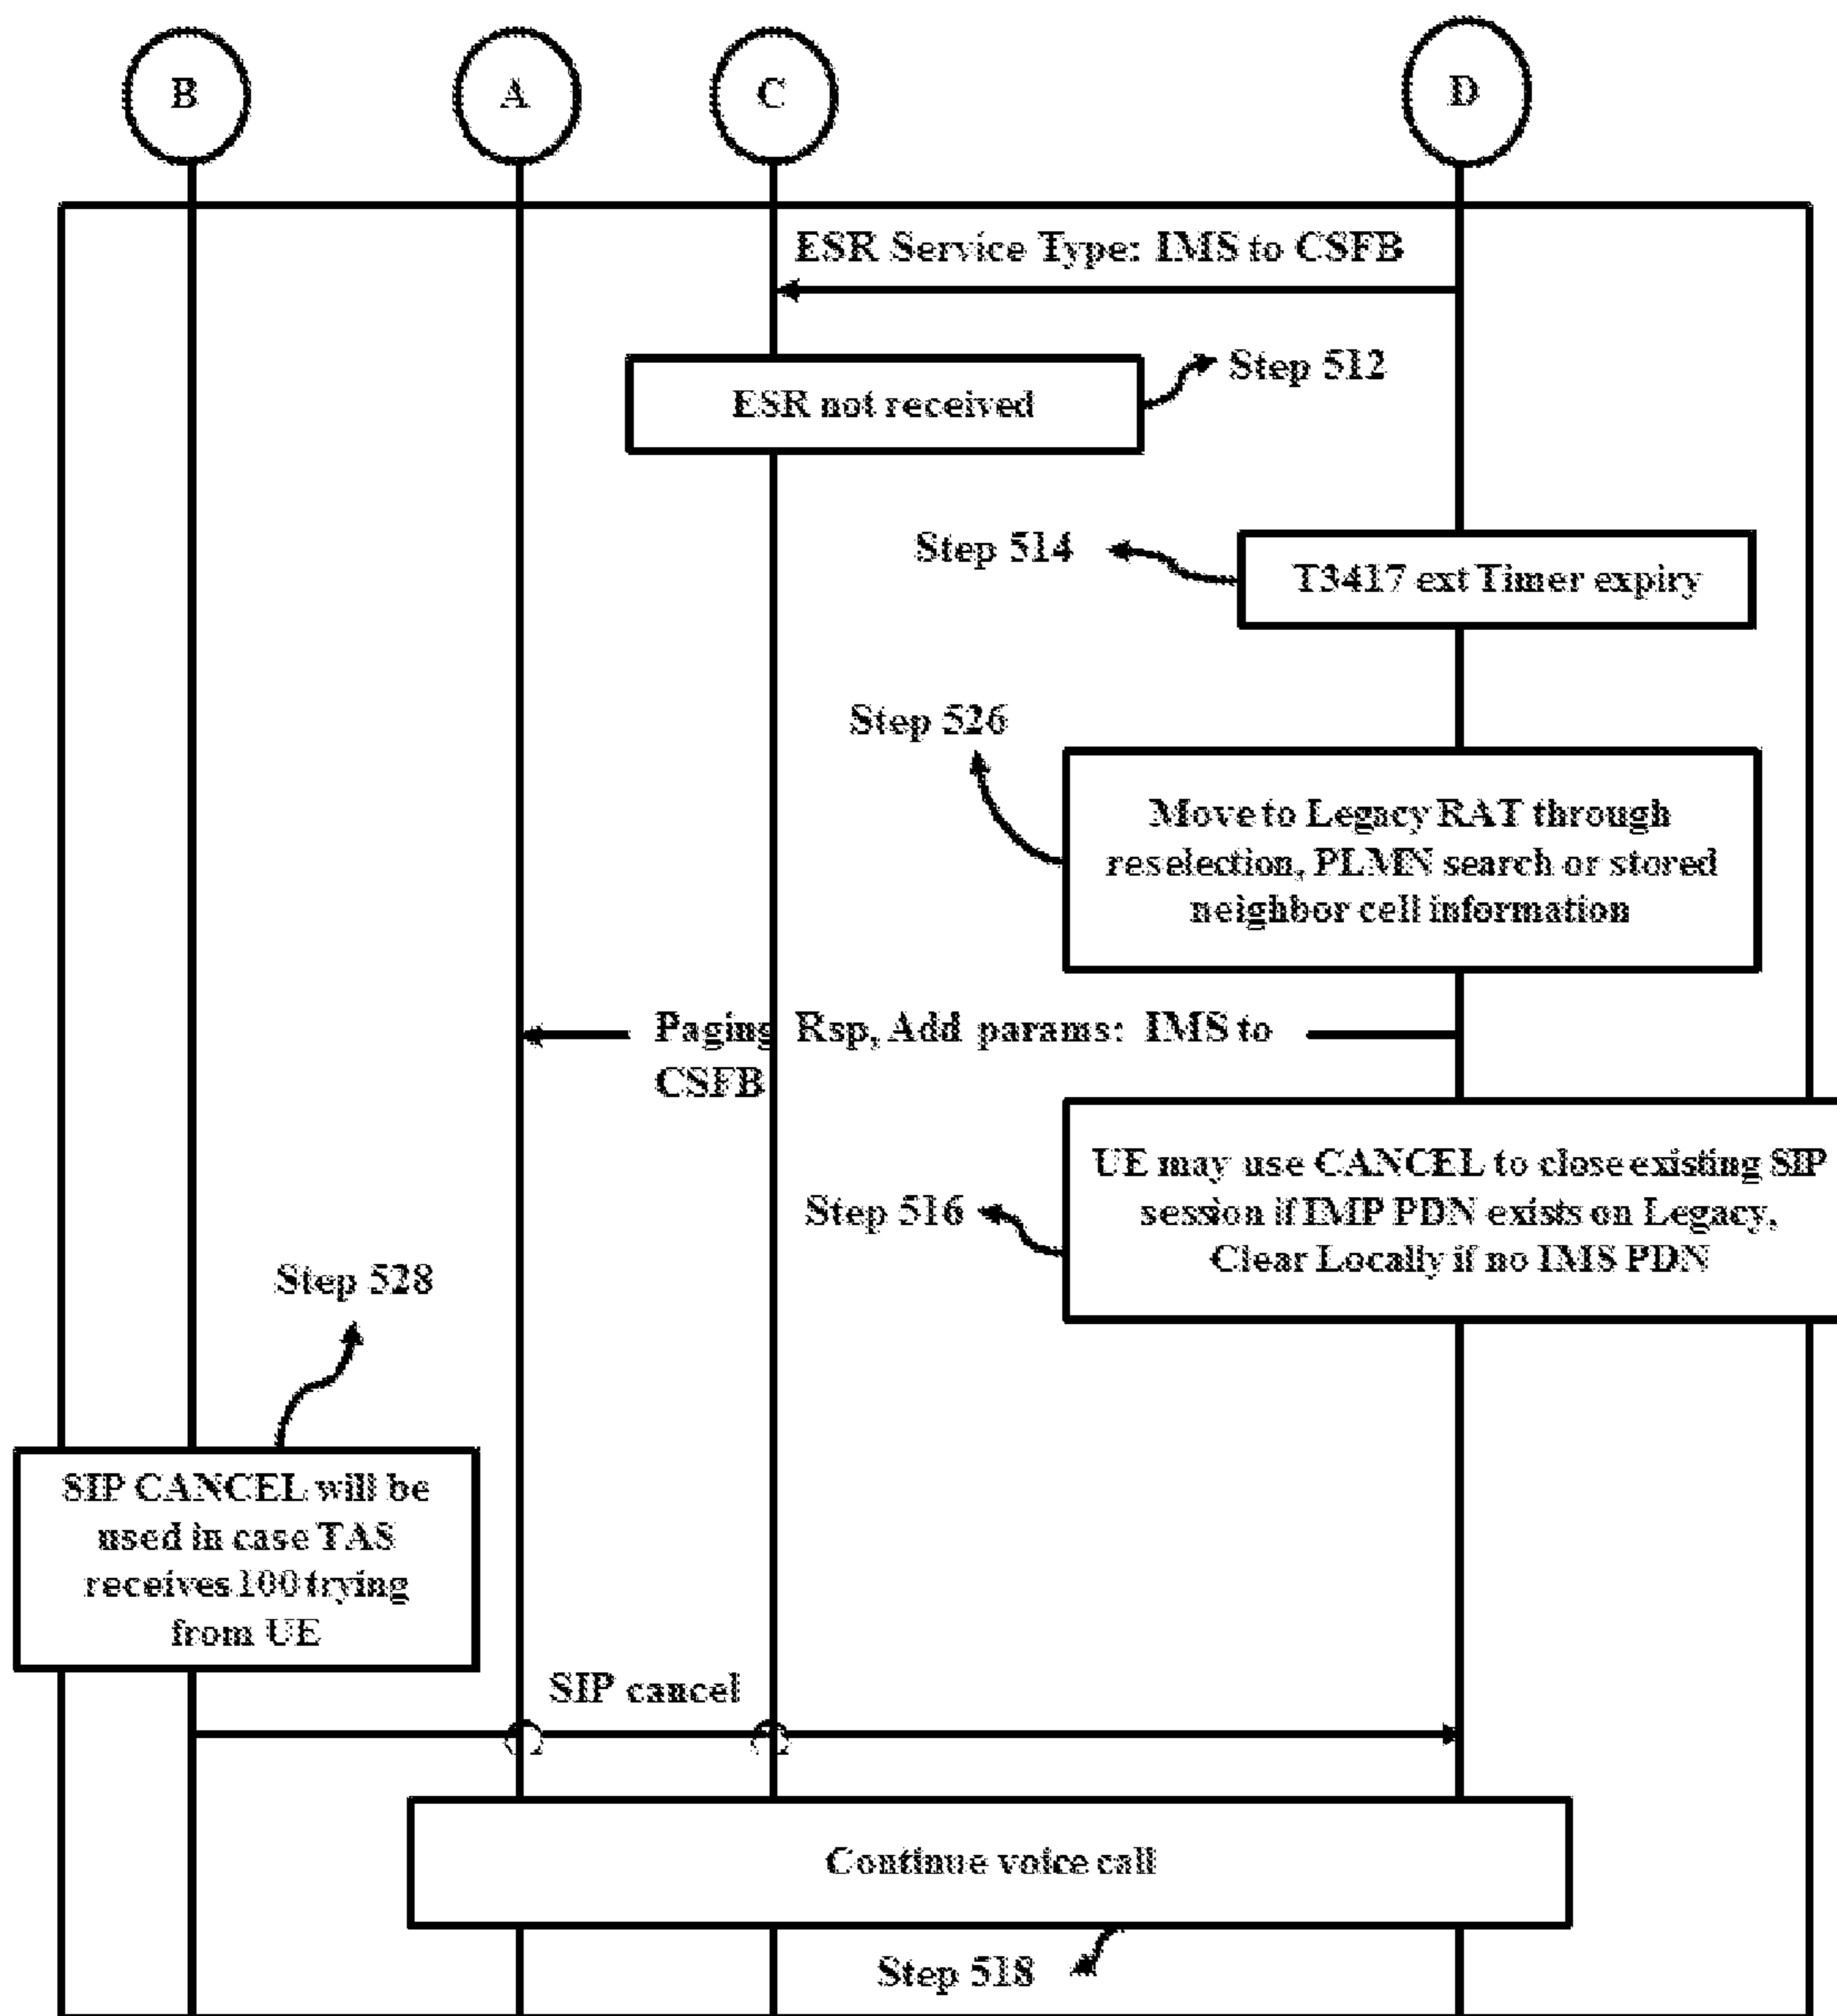 B
A
C
D
ESR Service Type: IMS to CSFB
Step 512
ESR not received
Step 514
T3417 ext Timer expiry
Step 526
Move to Legacy RAT through
reselection, PLMN search or stored
neighbor cell information
Paging Rsp, Add params: IMS to
CSFB
UE may use CANCEL to close existing SIP
session if IMP PDN exists on Legacy,
Clear Locally if no IMS PDN
Step 516
Step 528
SIP CANCEL will be
used in case TAS
receives 100 trying
from UE
SIP cancel
Continue voice call
Step 518